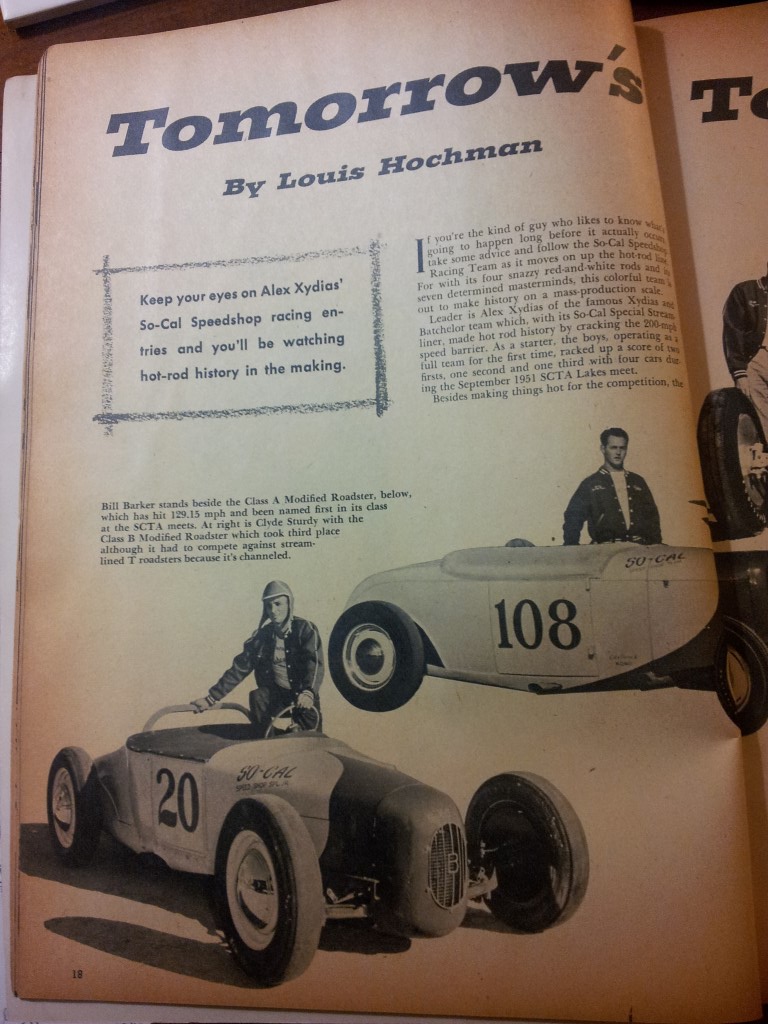 Tomorrow's
To
By Louis Hochman
Keep your eyes on Alex Xydias'
So-Cal Speedshop racing en-
tries and you'll be watching
hot-rod history in the making.
If you're the kind of guy who likes to know what's
going to happen long before it actually occurs,
take some advice and follow the So-Cal Speedshop
Racing Team as it moves on up the hot-rod
For with its four snazzy red-and-white rods and
seven determined masterminds, this colorful team is
out to make history on a mass-production scale.
Leader is Alex Xydias of the famous Xydias and
Batchelor team which, with its So-Cal Special Stream-
liner, made hot rod history by cracking the 200-mph
speed barrier. As a starter, the boys, operating as a
full team for the first time, racked up a score of two
firsts, one second and one third with four cars dur-
ing the September 1951 SCTA Lakes meet.
Besides making things hot for the competition, the
Bill Barker stands beside the Class A Modified Roadster, below,
which has hit 129.15 mph and been named first in its class
at the SCTA meets. At right is Clyde Sturdy with the
Class B Modified Roadster which took third place
although it had to compete against stream-
lined T roadsters because it's channeled.
SO-CAL
108
20
SO-CAL
SPEED SHOP
B
18